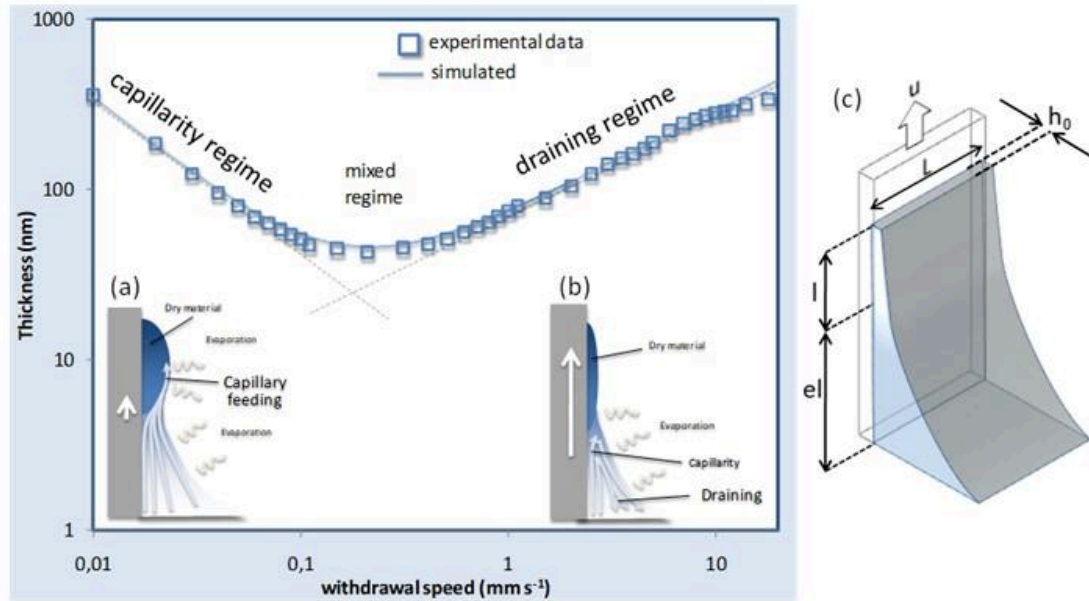 1000
100
10
1
Thickness (nm)
experimental data
simulated
capillarity regime
mixed
regime
draining regime
(a)
Dry material
Evaporation
Capillary
feeding
Evaporation
(b)
Dry material
Evaporation
Capillarity
Draining
0,01
0,1
1
10
withdrawal speed (mm s⁻¹)
(c)
u
h₀
L
l
el